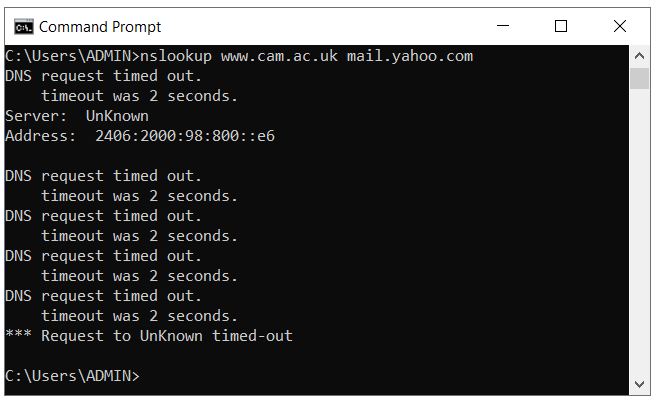 Command Prompt
C:\Users\ADMIN>nslookup www.cam.ac.uk mail.yahoo.com
DNS request timed out.
    timeout was 2 seconds.
Server:  UnKnown
Address:  2406:2000:98:800::e6

DNS request timed out.
    timeout was 2 seconds.
DNS request timed out.
    timeout was 2 seconds.
DNS request timed out.
    timeout was 2 seconds.
DNS request timed out.
    timeout was 2 seconds.
*** Request to UnKnown timed-out

C:\Users\ADMIN>